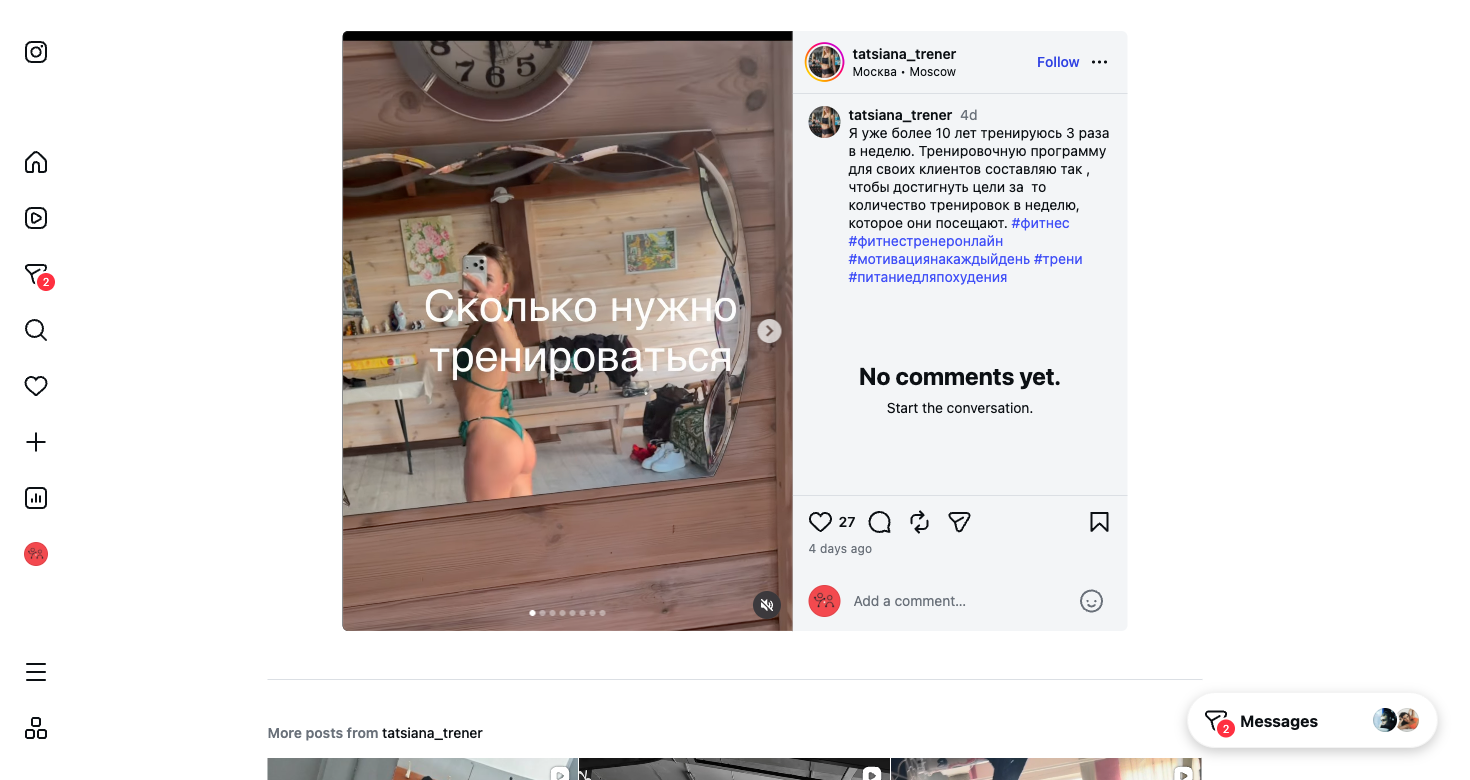 7 6 5
Сколько нужно
тренироваться
tatsiana_trener
Москва • Moscow
Follow
tatsiana_trener 4d
Я уже более 10 лет тренируюсь 3 раза
в неделю. Тренировочную программу
для своих клиентов составляю так ,
чтобы достигнуть цели за  то
количество тренировок в неделю,
которое они посещают. #фитнес
#фитнестренеронлайн
#мотивациянакаждыйдень #трени
#питаниедляпохудения
No comments yet.
Start the conversation.
27
4 days ago
Add a comment...
2
More posts from tatsiana_trener
2
Messages